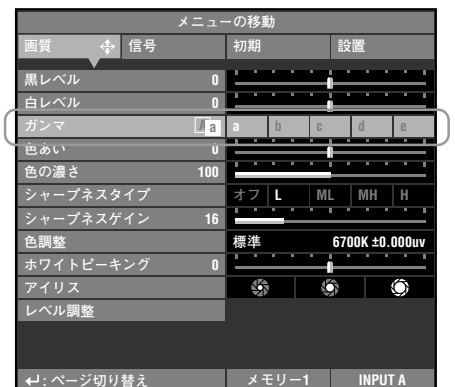 メニューの移動
画質 信号 初期 設置
黒レベル 0
白レベル 0
ガンマ Aa a b c d e
色あい 0
色の濃さ 100
シャープネスタイプ オフ L ML MH H
シャープネスゲイン 16
色調整 標準 6700K ±0.000uv
ホワイトピーキング 0
アイリス
レベル調整
↵: ページ切り替え メモリー1 INPUT A